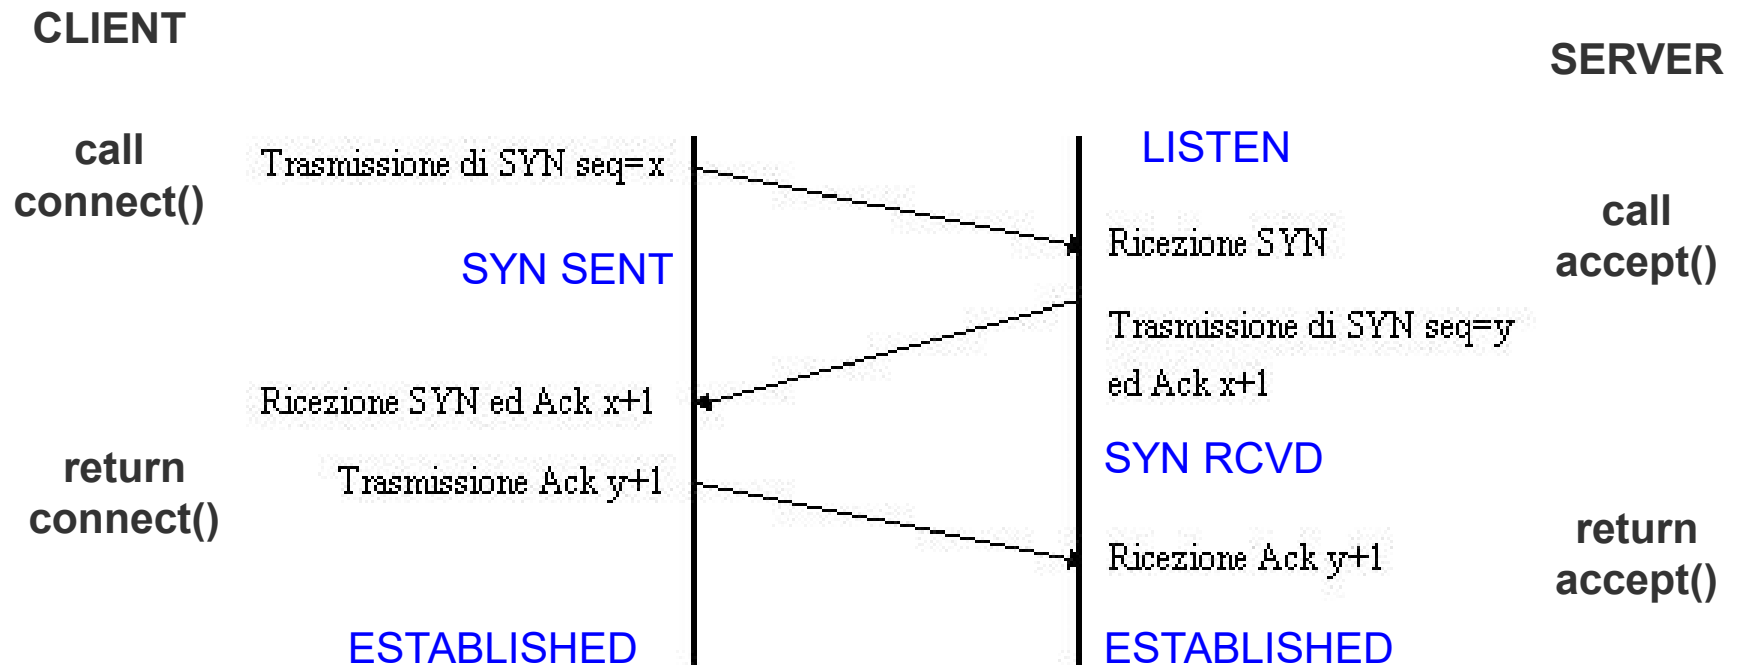 CLIENT
SERVER
call
connect()
Trasmissione di SYN seq=x
LISTEN
call
accept()
Ricezione SYN
SYN SENT
Trasmissione di SYN seq=y
ed Ack x+1
Ricezione SYN ed Ack x+1
SYN RCVD
return
connect()
Trasmissione Ack y+1
Ricezione Ack y+1
return
accept()
ESTABLISHED
ESTABLISHED